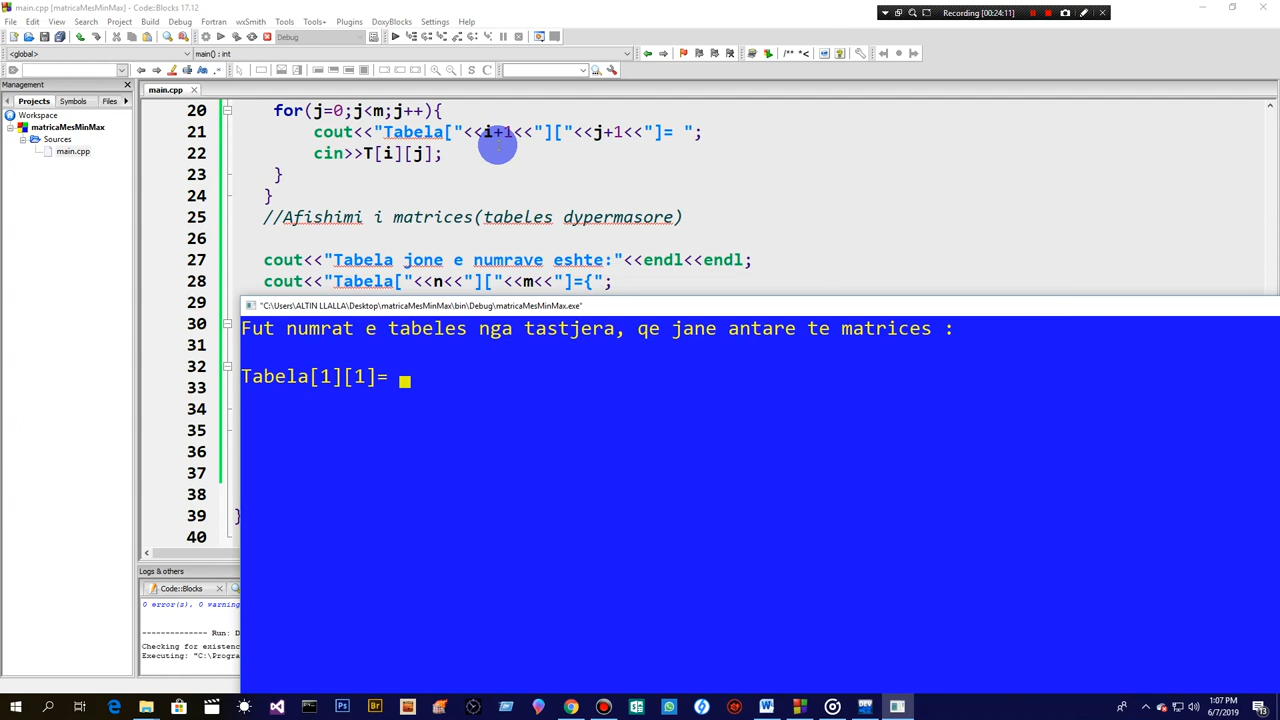 main.cpp [matricaMesMinMax] - Code::Blocks 17.12
Recording [00:24:11]
File Edit View Search Project Build Debug Fortran wxSmith Tools Tools+ Plugins DoxyBlocks Settings Help
Debug
<global> main() : int
/** *<
S C
Management
main.cpp
Projects Symbols Files
Workspace
matricaMesMinMax
Sources
main.cpp
20 for(j=0;j<m;j++){
21 cout<<"Tabela["<<i+1<<"]["<<j+1<<"]= ";
22 cin>>T[i][j];
23 }
24 }
25 //Afishimi i matrices(tabeles dypermasore)
26
27 cout<<"Tabela jone e numrave eshte:"<<endl<<endl;
28 cout<<"Tabela["<<n<<"]["<<m<<"]={";
29
30
31
32
33
34
35
36
37
38
39 }
40
"C:\Users\ALTIN LLALLA\Desktop\matricaMesMinMax\bin\Debug\matricaMesMinMax.exe"
Fut numrat e tabeles nga tastjera, qe jane antare te matrices :
Tabela[1][1]=
Logs & others
Code::Blocks
0 error(s), 0 warning
------------- Run: D
Checking for existenc
Executing: "C:\Progra
1:07 PM
6/7/2019